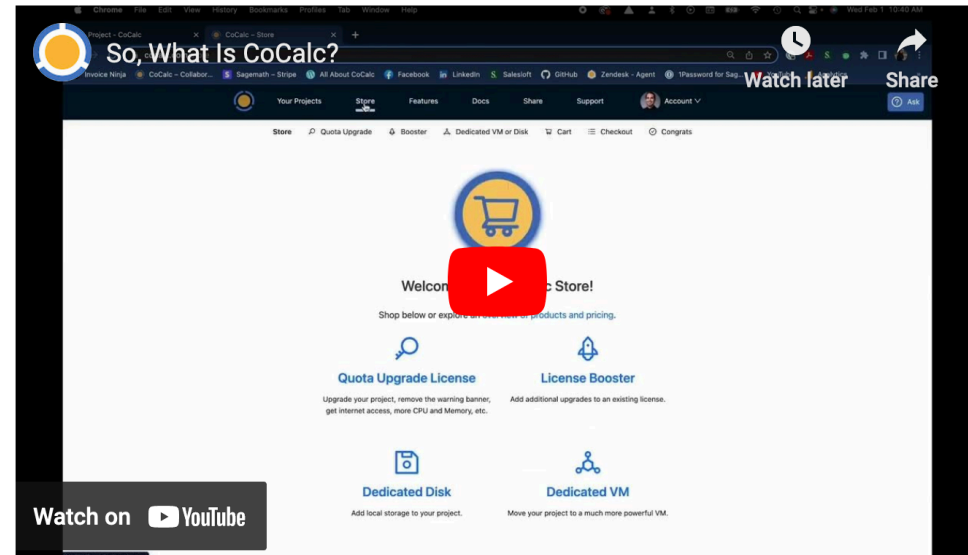 Chrome File Edit View History Bookmarks Profiles Tab Window Help
Wed Feb 1 10:40 AM
Project - CoCalc
CoCalc – Store
So, What Is CoCalc?
Watch later
Share
Invoice Ninja CoCalc – Collabor... Sagemath – Stripe All About CoCalc Facebook LinkedIn Salesloft GitHub Zendesk - Agent 1Password for Sag...
Your Projects Store Features Docs Share Support Account
Ask
Store Quota Upgrade Booster Dedicated VM or Disk Cart Checkout Congrats
Store!
Shop below or products and pricing.
Quota Upgrade License
Upgrade your project, remove the warning banner,
get internet access, more CPU and Memory, etc.
License Booster
Add additional upgrades to an existing license.
Dedicated Disk
Add local storage to your project.
Dedicated VM
Move your project to a much more powerful VM.
Watch on YouTube